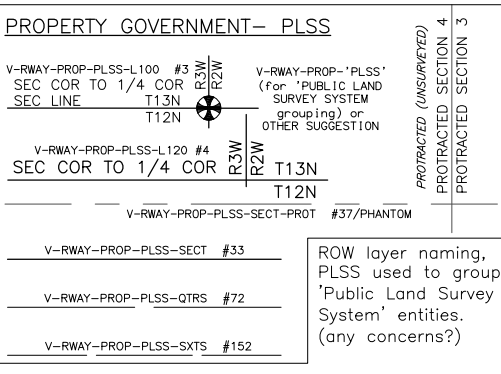 PROPERTY GOVERNMENT- PLSS
V-RWAY-PROP-PLSS-L100 #3
SEC COR TO 1/4 COR
SEC LINE T13N
T12N
R3W
R2W
V-RWAY-PROP-'PLSS'
(for 'PUBLIC LAND
SURVEY SYSTEM
grouping) or
OTHER SUGGESTION
PROTRACTED (UNSURVEYED)
PROTRACTED SECTION 4
PROTRACTED SECTION 3
V-RWAY-PROP-PLSS-L120 #4
SEC COR TO 1/4 COR
R3W
R2W
T13N
T12N
V-RWAY-PROP-PLSS-SECT-PROT #37/PHANTOM
V-RWAY-PROP-PLSS-SECT #33
V-RWAY-PROP-PLSS-QTRS #72
V-RWAY-PROP-PLSS-SXTS #152
ROW layer naming,
PLSS used to group
'Public Land Survey
System' entities.
(any concerns?)